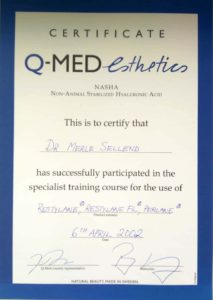 CERTIFICATE
Q-MED Esthetics
NASHA
NON-ANIMAL STABILIZED HYALURONIC ACID
This is to certify that
DR MERLE SELLEND
has successfully participated in the
specialist training course for the use of
RESTYLANE®, RESTYLANE FL®, PERLANE®
6TH APRIL 2002
Date
NATURAL BEAUTY MADE IN SWEDEN